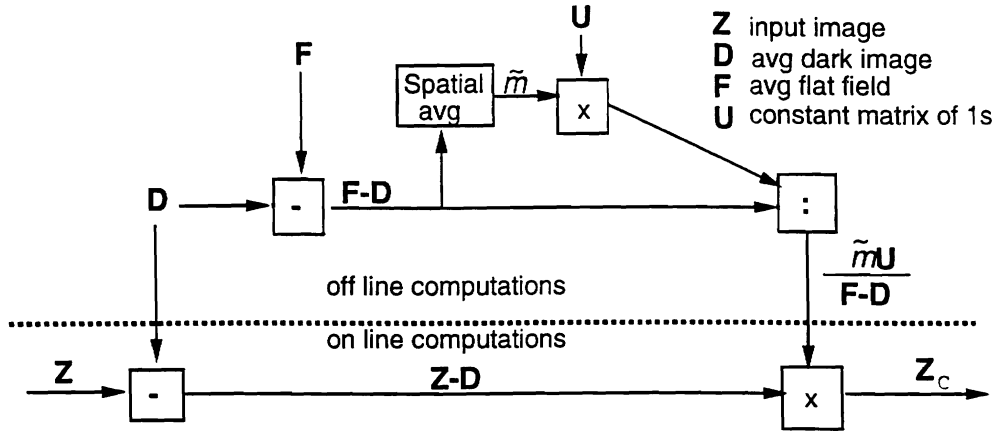 U
Z input image
D avg dark image
F avg flat field
U constant matrix of 1s
F
Spatial
avg
m̃
x
D
-
F-D
:
m̃U
F-D
off line computations
on line computations
Z
-
Z-D
x
Zc